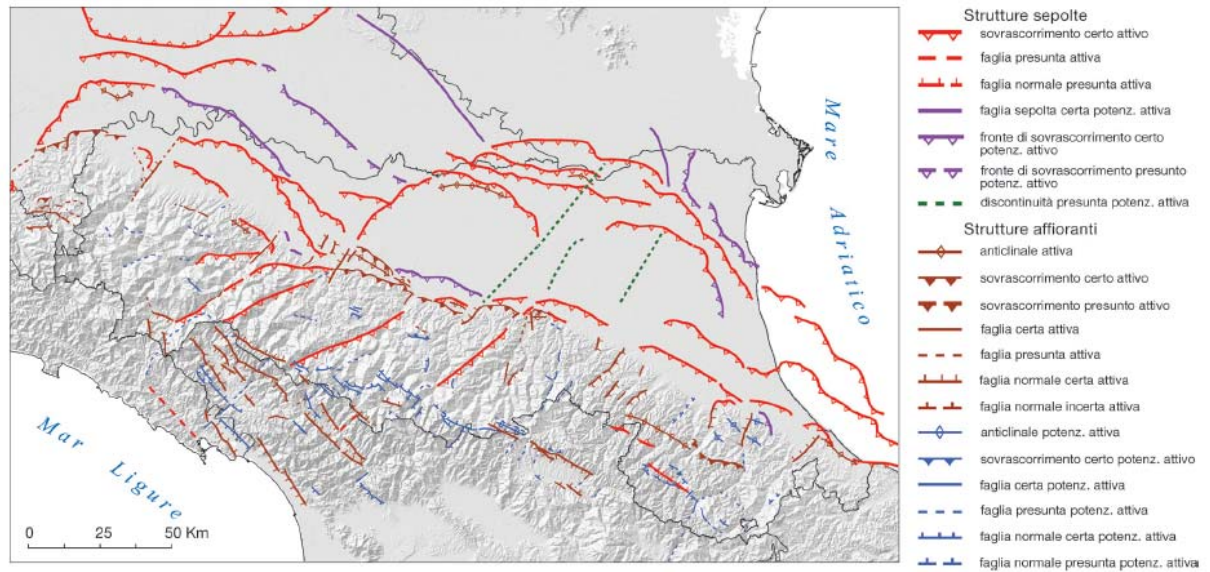 Mare Adriatico
Mar Ligure
0 25 50 Km
Strutture sepolte
sovrascorrimento certo attivo
faglia presunta attiva
faglia normale presunta attiva
faglia sepolta certa potenz. attiva
fronte di sovrascorrimento certo
potenz. attivo
fronte di sovrascorrimento presunto
potenz. attivo
discontinuità presunta potenz. attiva
Strutture affioranti
anticlinale attiva
sovrascorrimento certo attivo
sovrascorrimento presunto attivo
faglia certa attiva
faglia presunta attiva
faglia normale certa attiva
faglia normale incerta attiva
anticlinale potenz. attiva
sovrascorrimento certo potenz. attivo
faglia certa potenz. attiva
faglia presunta potenz. attiva
faglia normale certa potenz. attiva
faglia normale presunta potenz. attiva